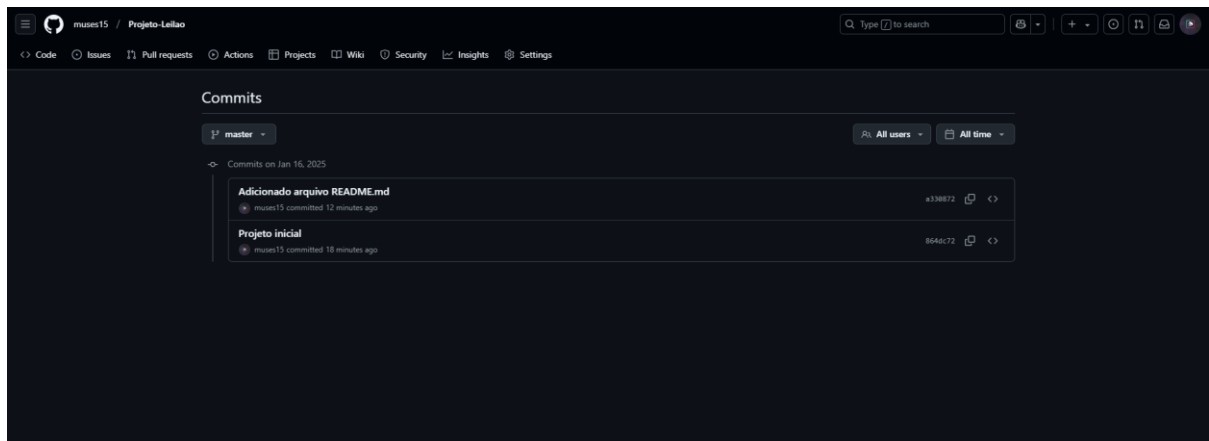 muses15 / Projeto-Leilao
Type / to search
Code Issues Pull requests Actions Projects Wiki Security Insights Settings
Commits
master All users All time
Commits on Jan 16, 2025
Adicionado arquivo README.md
muses15 committed 12 minutes ago
a330872
Projeto inicial
muses15 committed 18 minutes ago
864dc72